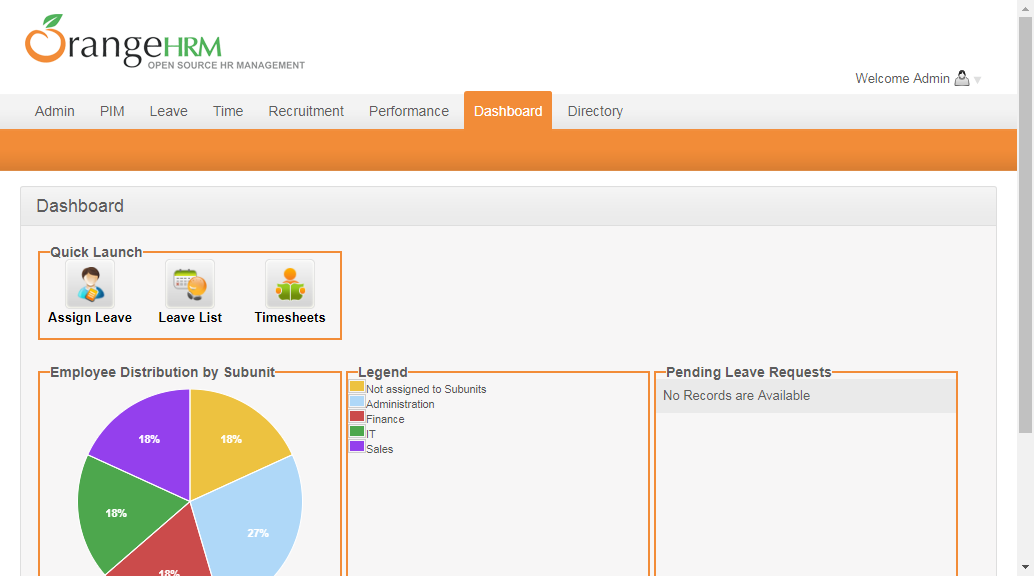 OrangeHRM
OPEN SOURCE HR MANAGEMENT
Welcome Admin
Admin PIM Leave Time Recruitment Performance Dashboard Directory
Dashboard
Quick Launch
Assign Leave Leave List Timesheets
Employee Distribution by Subunit
18% 18%
18% 27%
18%
Legend
Not assigned to Subunits
Administration
Finance
IT
Sales
Pending Leave Requests
No Records are Available